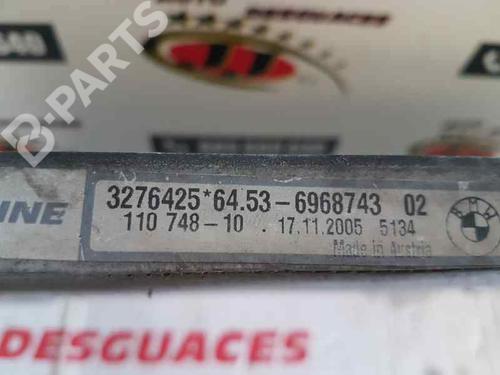 DESGUACES
B-PARTS
INE 3276425*64.53-6968743 02
110 748-10 . 17.11.2005 5134
Made in Austria
BMW
DESGUACES